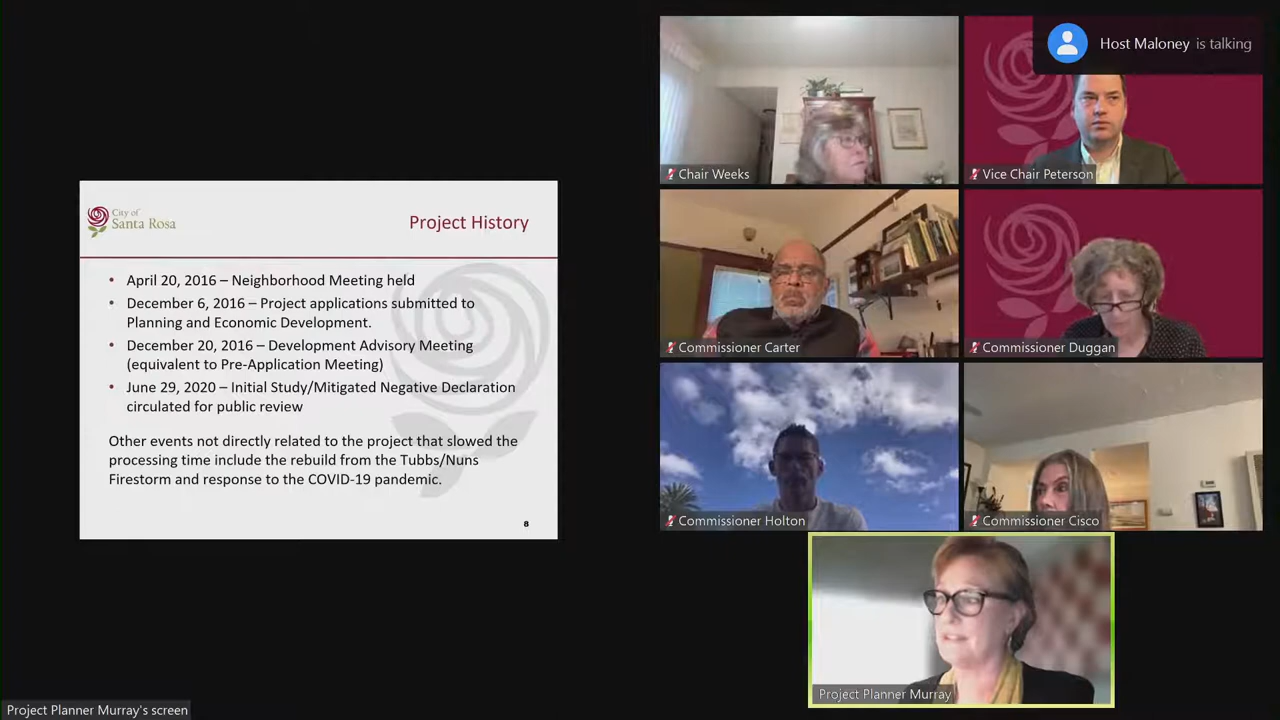 Host Maloney is talking
Chair Weeks
Vice Chair Peterson
City of
Santa Rosa
Project History
• April 20, 2016 – Neighborhood Meeting held
• December 6, 2016 – Project applications submitted to
Planning and Economic Development.
• December 20, 2016 – Development Advisory Meeting
(equivalent to Pre-Application Meeting)
• June 29, 2020 – Initial Study/Mitigated Negative Declaration
circulated for public review
Other events not directly related to the project that slowed the
processing time include the rebuild from the Tubbs/Nuns
Firestorm and response to the COVID-19 pandemic.
8
Commissioner Carter
Commissioner Duggan
Commissioner Holton
Commissioner Cisco
Project Planner Murray
Project Planner Murray's screen